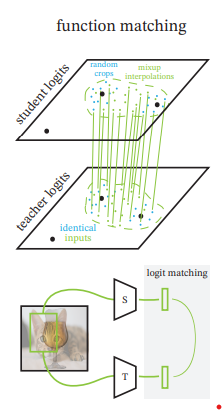 function matching
random
crops
mixup
interpolations
student logits
teacher logits
identical
inputs
logit matching
S
T